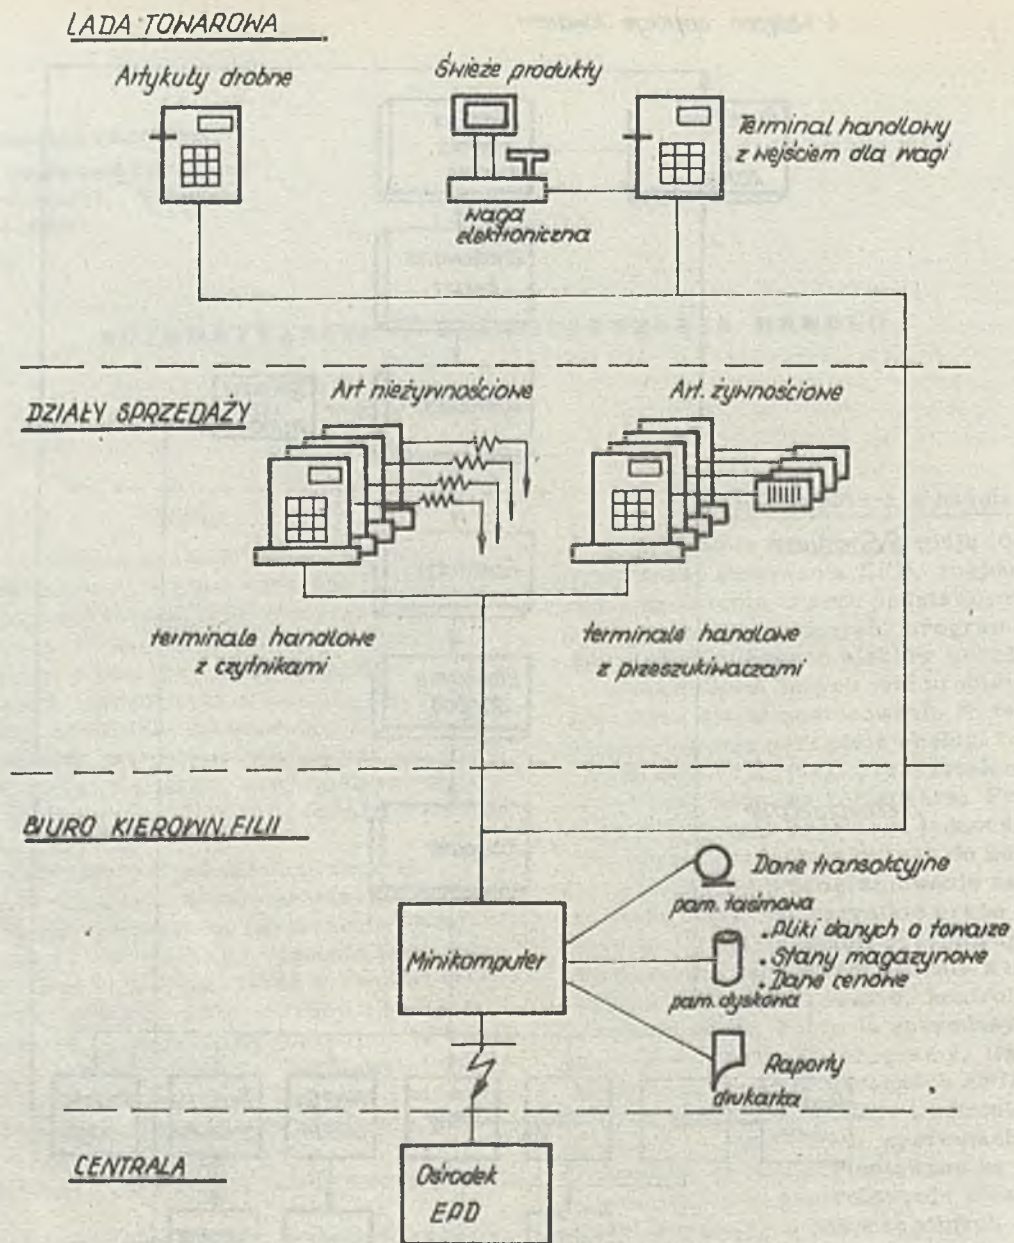 LADA TOWAROWA
Artykuły drobne
Świeże produkty
Terminal handlowy
z wejściem dla wagi
waga
elektroniczna
Art nieżywnościowe
Art. żywnościowe
DZIAŁY SPRZEDAŻY
terminale handlowe
z czytnikami
terminale handlowe
z przeszukiwaczami
BIURO KIEROWN. FILII
Dane transakcyjne
pam. taśmowa
Minikomputer
. Pliki danych o towarze
. Stany magazynowe
. Dane cenowe
pam. dyskowa
Raporty
drukarka
CENTRALA
Ośrodek
EPD